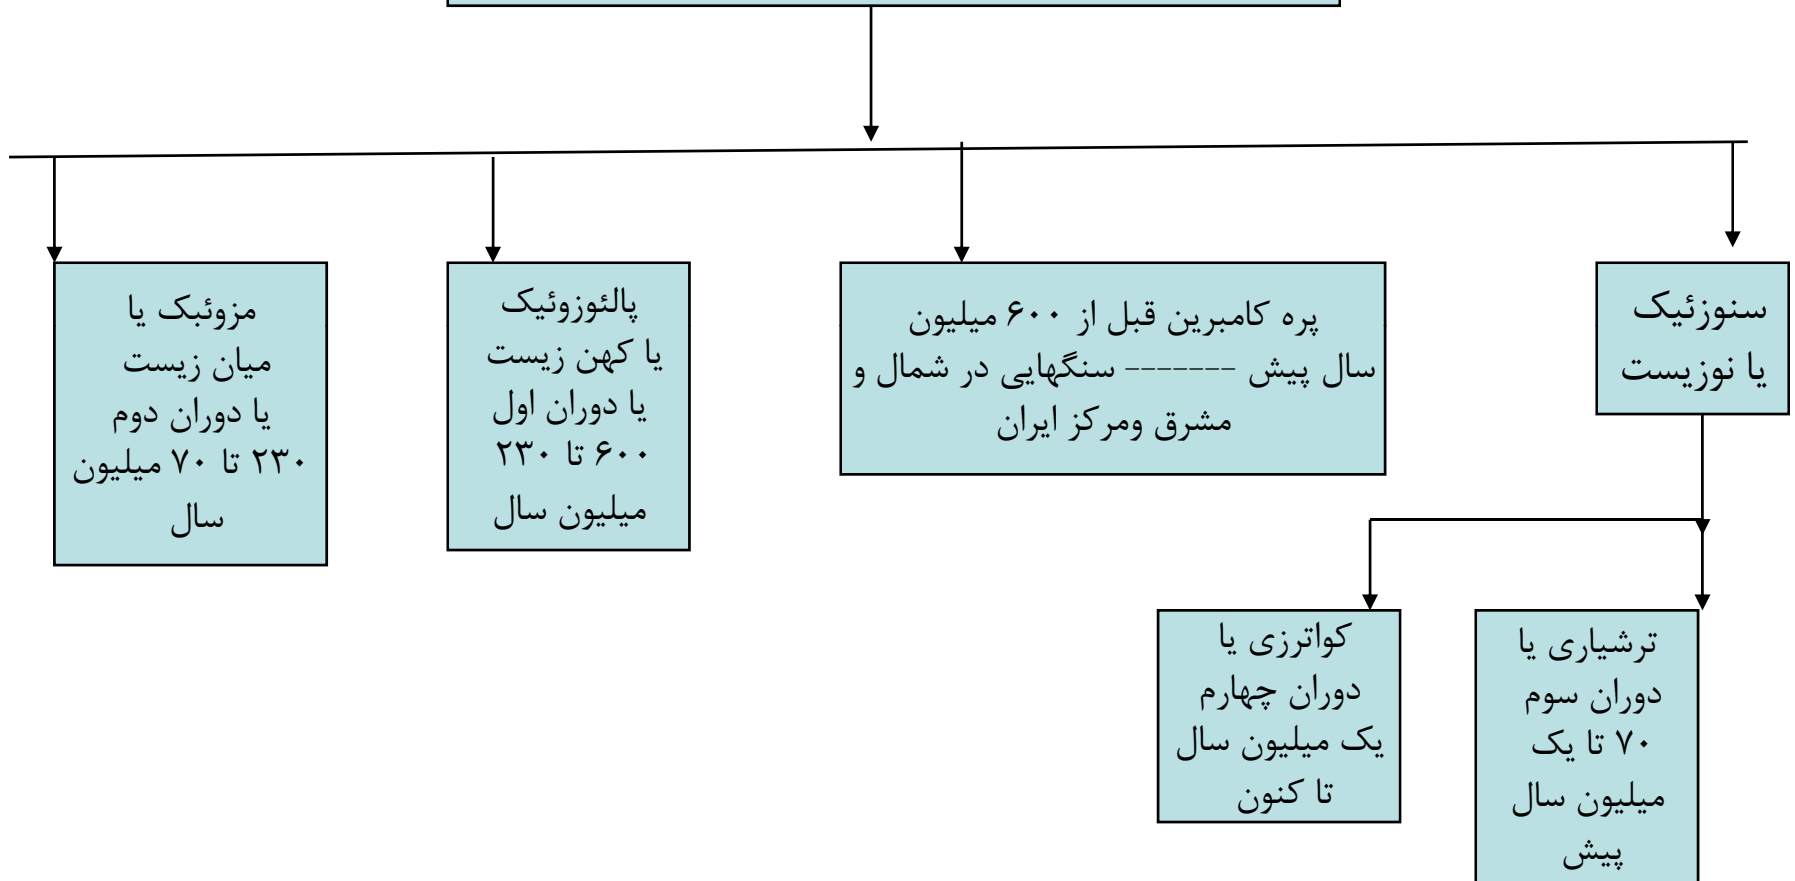 سنوزئیک
یا نوزیست
پره کامبرین قبل از ۶۰۰ میلیون
سال پیش ------- سنگهایی در شمال و
مشرق ومرکز ایران
پالئوزوئیک
یا کهن زیست
یا دوران اول
۶۰۰ تا ۲۳۰
میلیون سال
مزوئبک یا
میان زیست
یا دوران دوم
۲۳۰ تا ۷۰ میلیون
سال
ترشیاری یا
دوران سوم
۷۰ تا یک
میلیون سال
پیش
کواترزی یا
دوران چهارم
یک میلیون سال
تا کنون